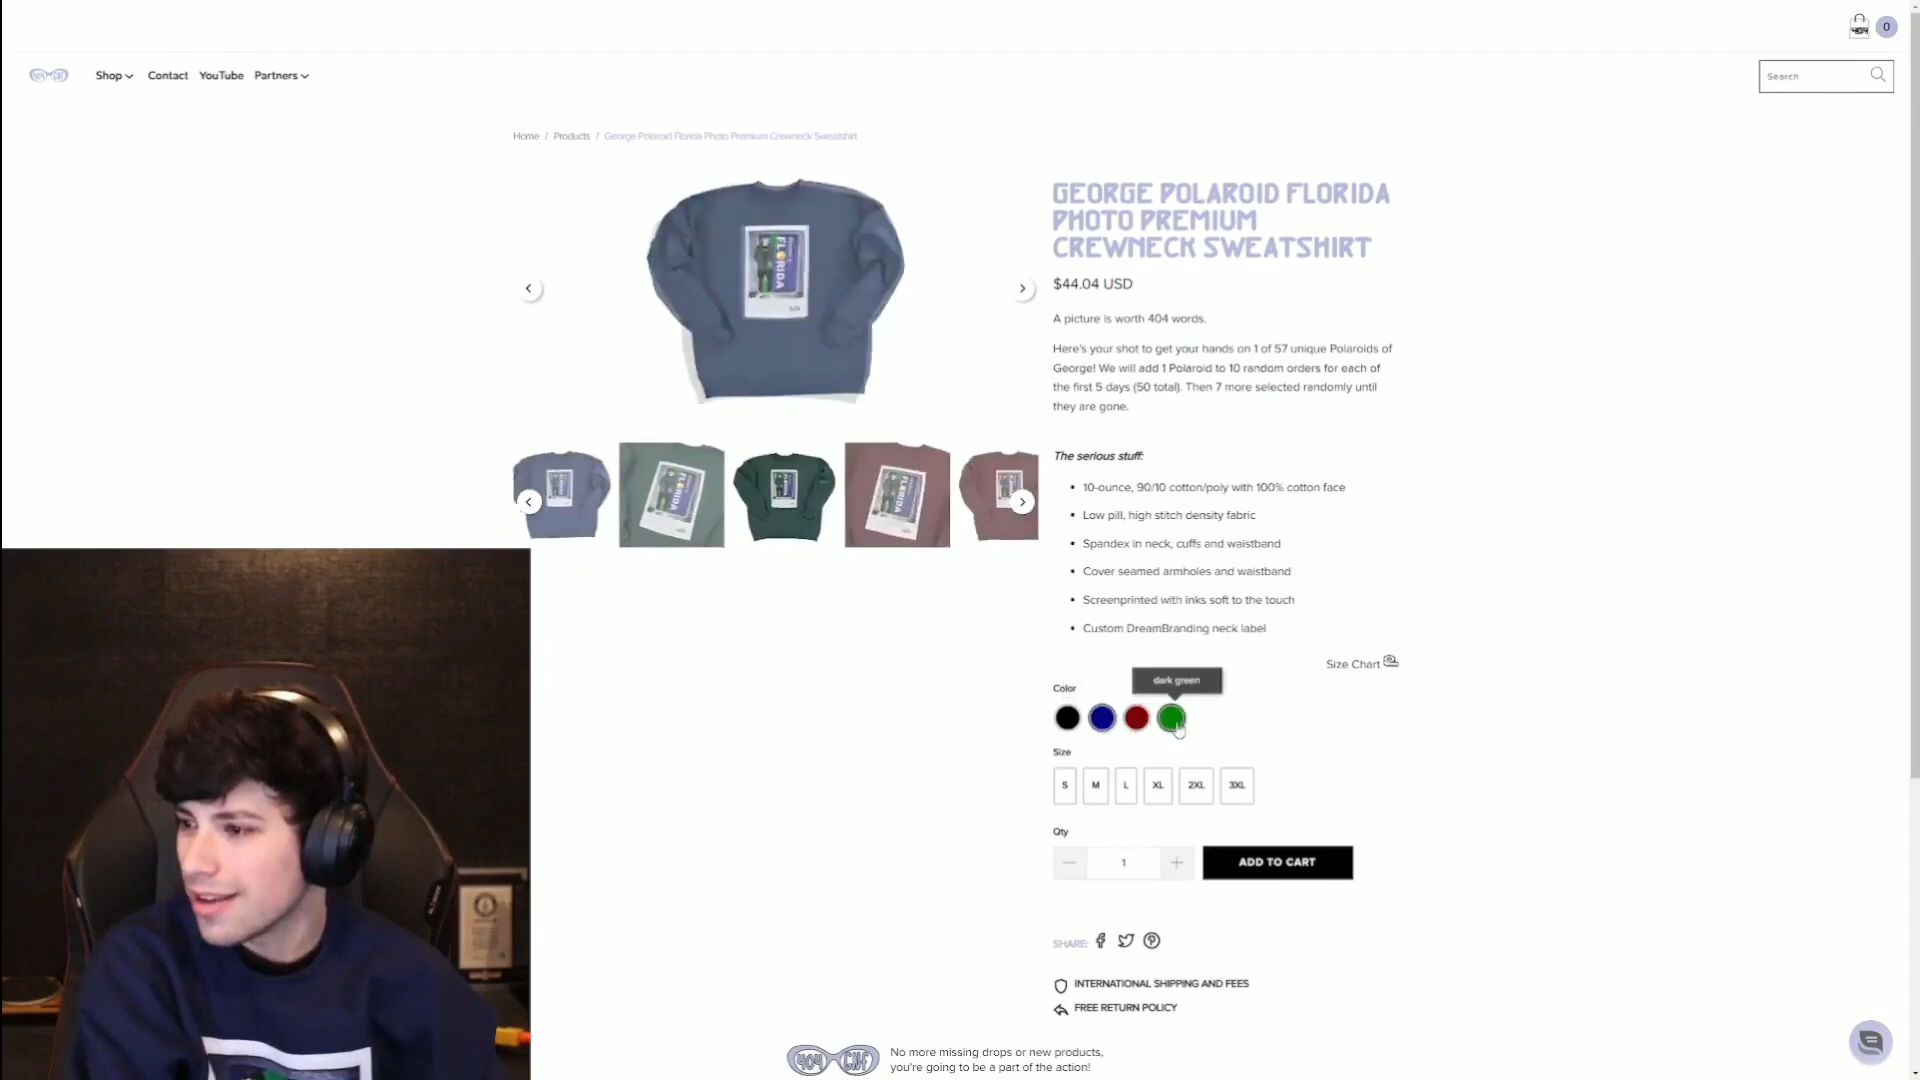 0
404 GNF
Shop
Contact
YouTube
Partners
Search
Home / Products / George Polaroid Florida Photo Premium Crewneck Sweatshirt
GEORGE POLAROID FLORIDA
PHOTO PREMIUM
CREWNECK SWEATSHIRT
$44.04 USD
A picture is worth 404 words.
Here's your shot to get your hands on 1 of 57 unique Polaroids of
George! We will add 1 Polaroid to 10 random orders for each of
the first 5 days (50 total). Then 7 more selected randomly until
they are gone.
The serious stuff:
• 10-ounce, 90/10 cotton/poly with 100% cotton face
• Low pill, high stitch density fabric
• Spandex in neck, cuffs and waistband
• Cover seamed armholes and waistband
• Screenprinted with inks soft to the touch
• Custom DreamBranding neck label
Size Chart
dark green
Color
Size
S M L XL 2XL 3XL
Qty
1
ADD TO CART
SHARE:
INTERNATIONAL SHIPPING AND FEES
FREE RETURN POLICY
404 GNF
No more missing drops or new products,
you're going to be a part of the action!
FLORIDA
FLORIDA
FLORIDA